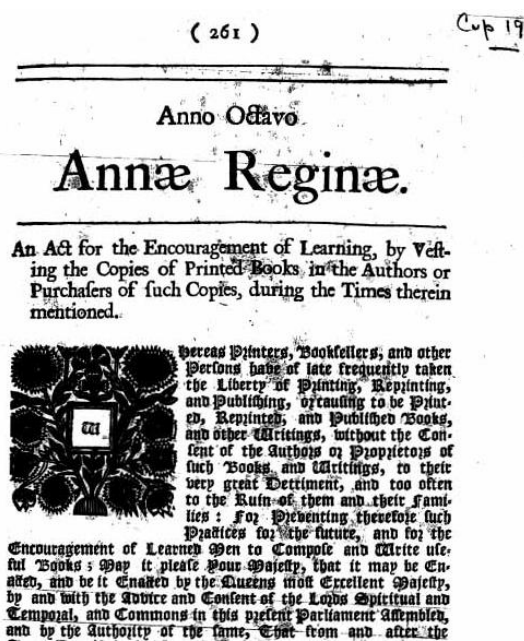 ( 261 )
Cup 19
Anno Octavo
Annæ Reginæ.
An Act for the Encouragement of Learning, by Veſt-
ing the Copies of Printed Books in the Authors or
Purchaſers of ſuch Copies, during the Times therein
mentioned.
Whereas Printers, Bookſellers, and other
Perſons have of late frequently taken
the Liberty of Printing, Reprinting,
and Publiſhing, or cauſing to be Print-
ed, Reprinted, and Publiſhed Books,
and other Writings, without the Con-
ſent of the Authors or Proprietors of
ſuch Books and Writings, to their
very great Detriment, and too often
to the Ruin of them and their Fami-
lies : For Preventing therefore ſuch
Practices for the future, and for the
Encouragement of Learned Men to Compoſe and Write uſe-
ful Books ; May it pleaſe Your Majeſty, that it may be En-
acted, and be it Enacted by the Queens moſt Excellent Majeſty,
by and with the Advice and Conſent of the Lords Spiritual and
Temporal, and Commons in this preſent Parliament Aſſembled,
and by the Authority of the ſame, That from and after the